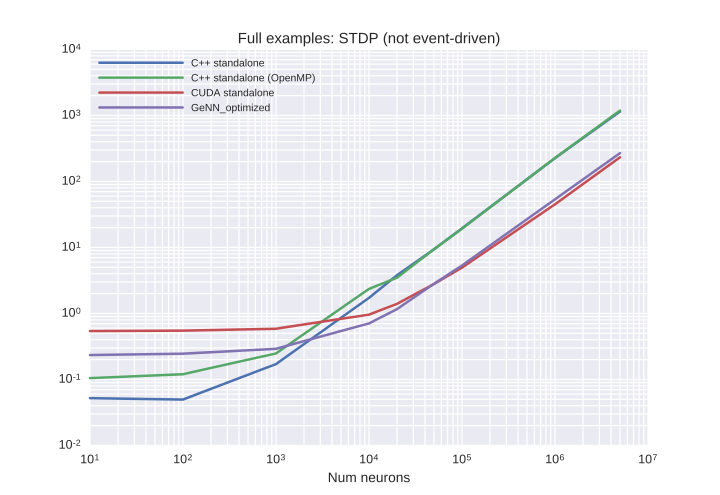 Full examples: STDP (not event-driven)
C++ standalone
C++ standalone (OpenMP)
CUDA standalone
GeNN_optimized
10⁴
10³
10²
10¹
10⁰
10⁻¹
10⁻²
10¹ 10² 10³ 10⁴ 10⁵ 10⁶ 10⁷
Num neurons